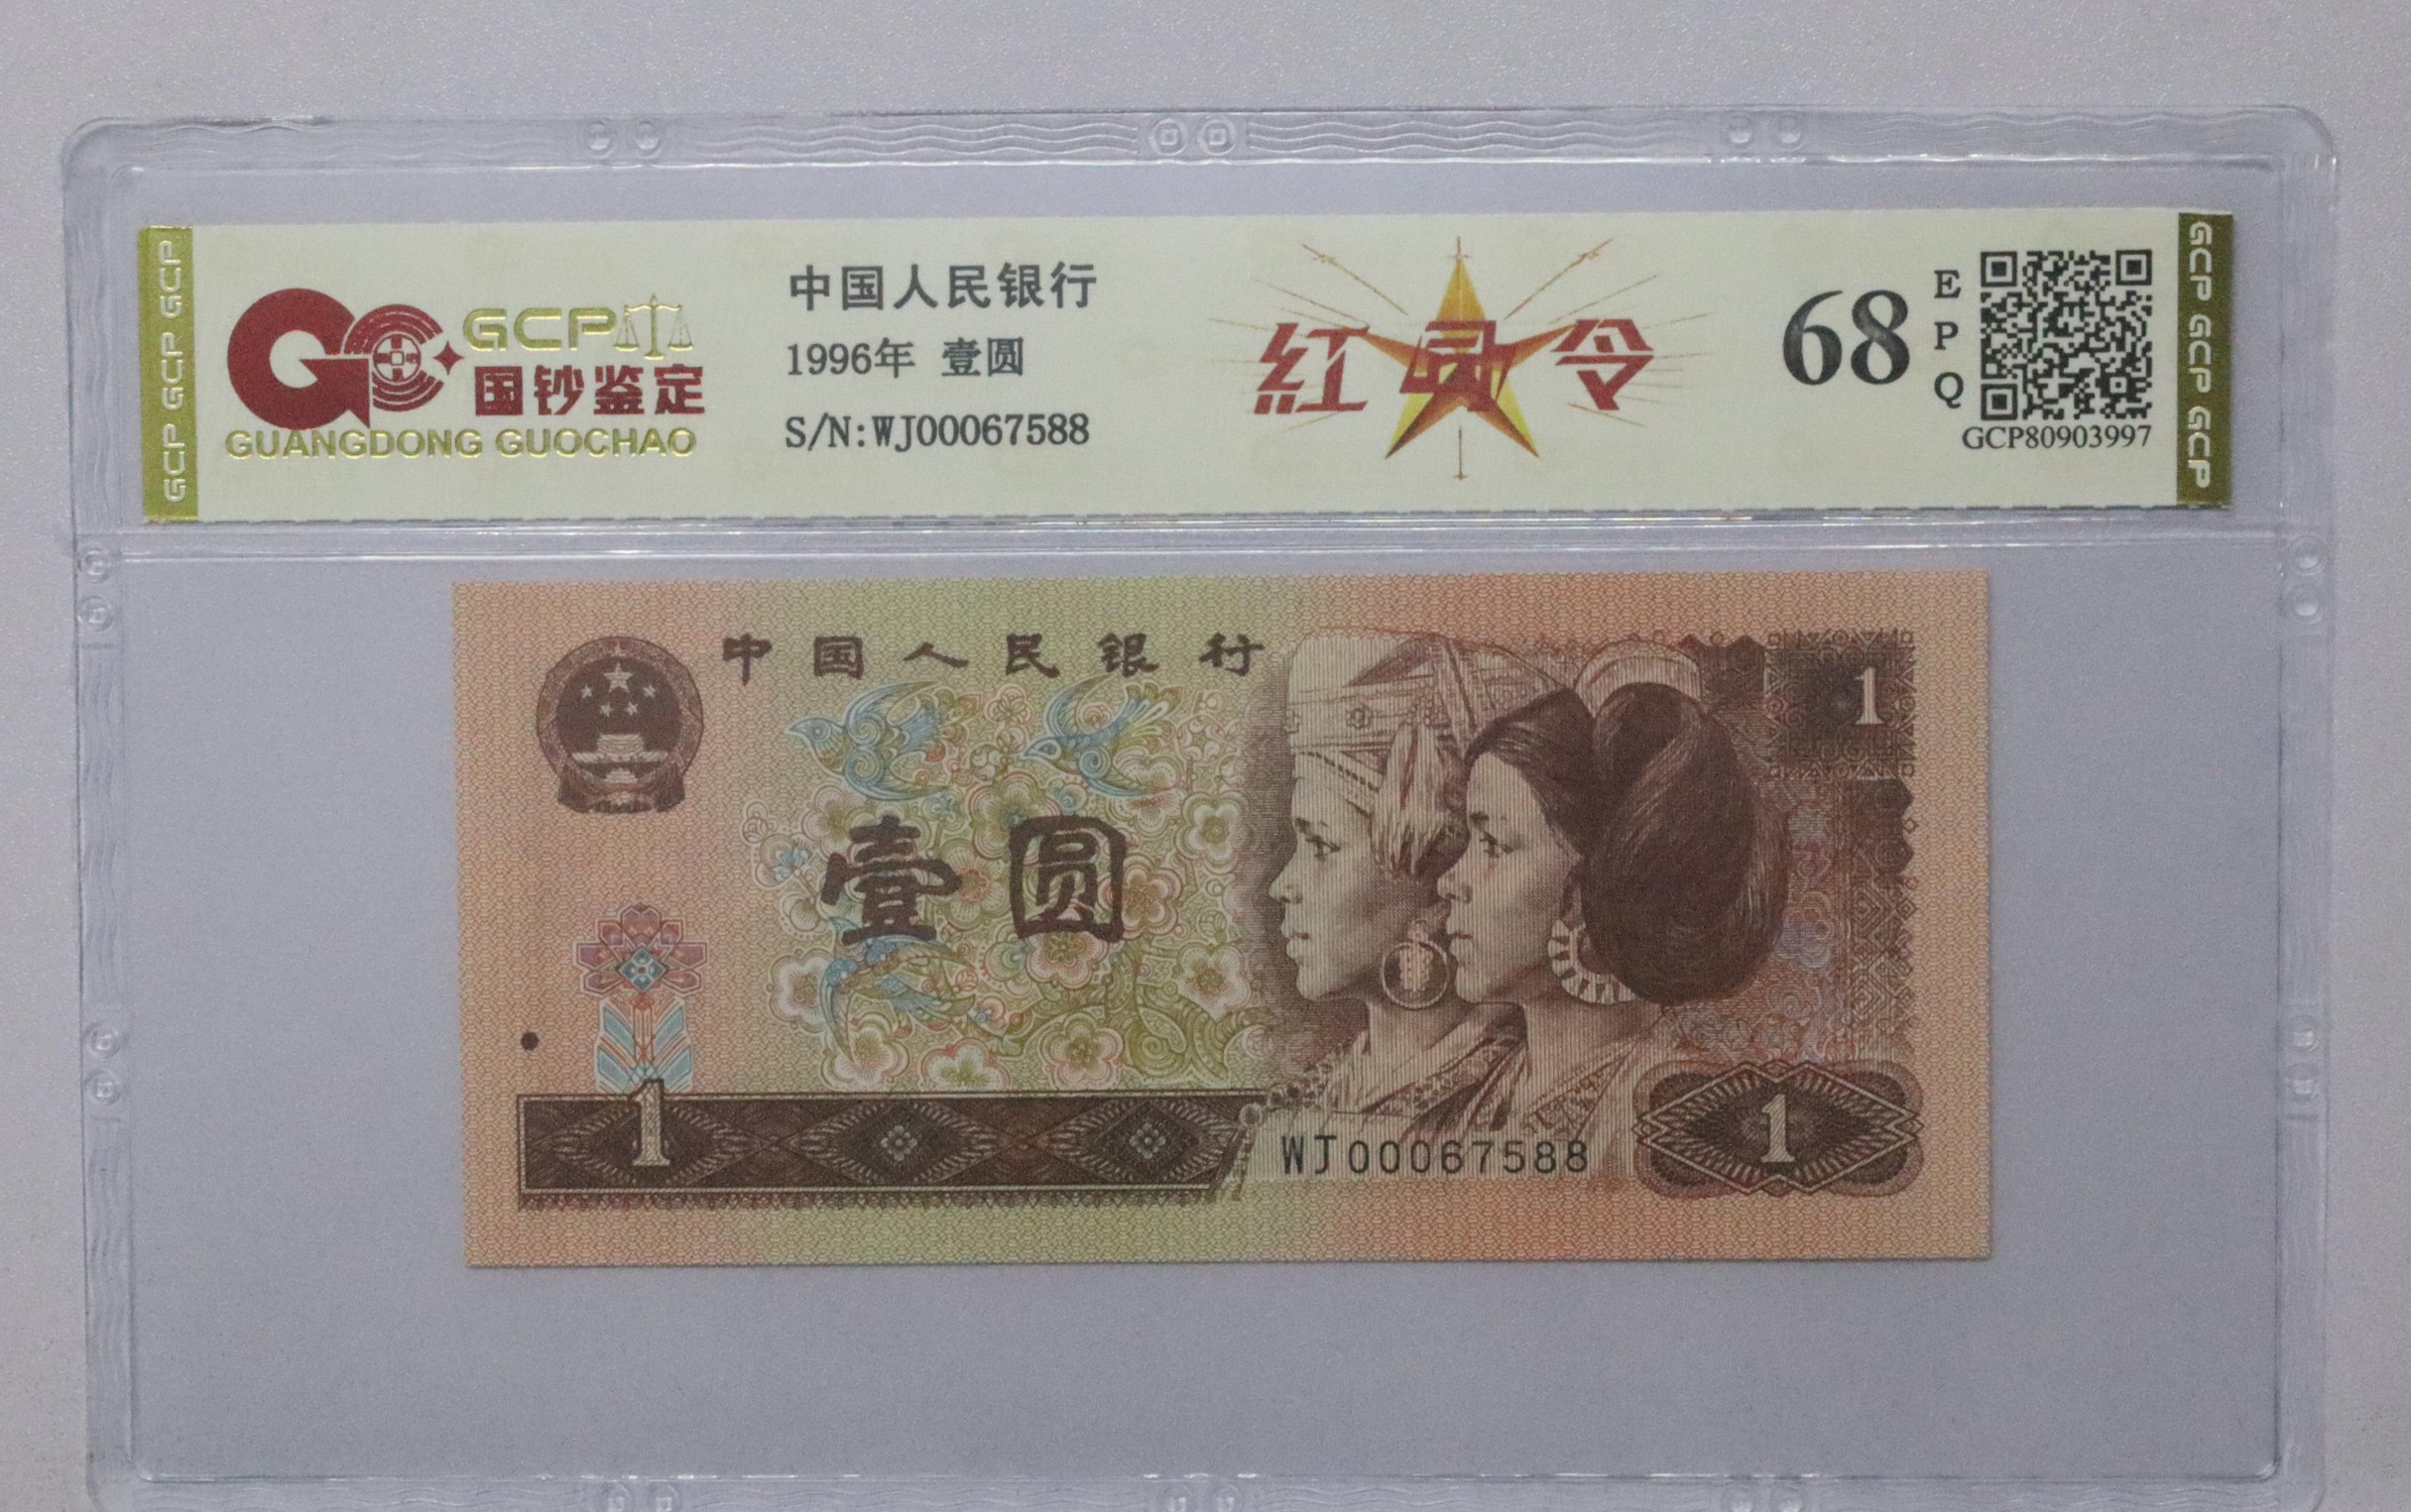 GCP GCP GCP
GCP
国钞鉴定
GUANGDONG GUOCHAO
中国人民银行
1996年 壹圆
S/N:WJ00067588
紅 令
68
E
P
Q
GCP80903997
GCP GCP GCP
中国人民银行
1
壹圆
1
WJ00067588
1